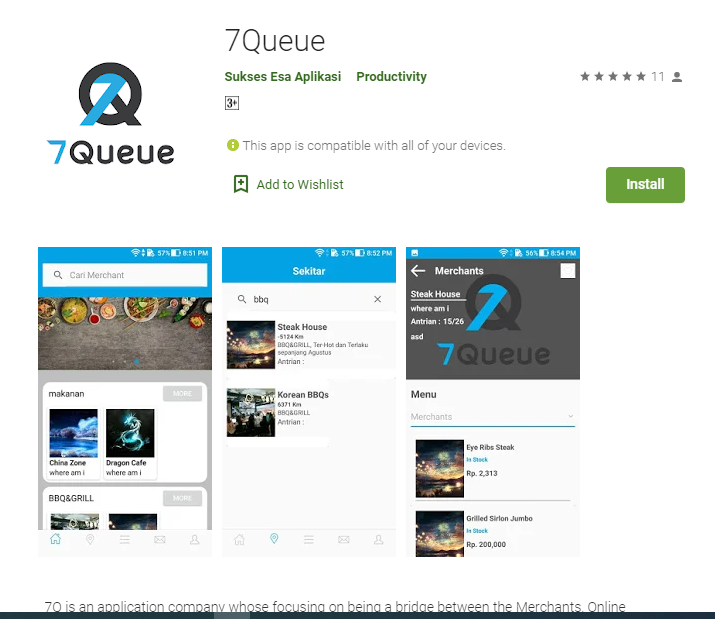 7Queue
Sukses Esa Aplikasi Productivity
11
3+
This app is compatible with all of your devices.
Add to Wishlist
Install
7Queue
57% 8:51 PM
Cari Merchant
makanan
MORE
China Zone
where am i
Dragon Cafe
where am i
BBQ&GRILL
MORE
57% 8:52 PM
Sekitar
bbq
Steak House
-5124 Km
BBQ&GRILL, Ter-Hot dan Terlaku
sepanjang Agustus
Antrian :
Korean BBQs
6371 Km
BBQ&GRILL
Antrian :
56% 8:54 PM
Merchants
Steak House
where am i
Antrian : 15/26
asd
7Queue
Menu
Merchants
Eye Ribs Steak
In Stock
Rp. 2,313
Grilled Sirlon Jumbo
In Stock
Rp. 200,000
7Q is an application company whose focusing on being a bridge between the Merchants, Online